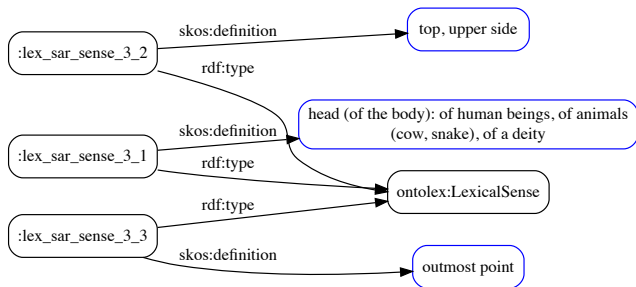 skos:definition
top, upper side
:lex_sar_sense_3_2
rdf:type
head (of the body): of human beings, of animals
(cow, snake), of a deity
skos:definition
:lex_sar_sense_3_1
rdf:type
ontolex:LexicalSense
rdf:type
:lex_sar_sense_3_3
skos:definition
outmost point